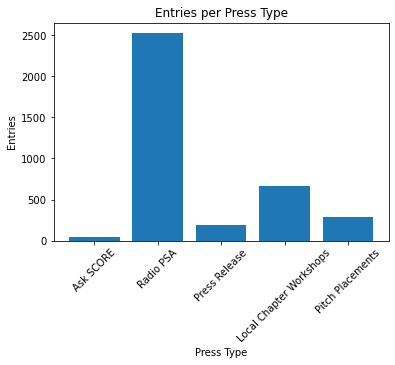 Entries per Press Type
Entries
2500
2000
1500
1000
500
0
Ask SCORE
Radio PSA
Press Release
Local Chapter Workshops
Pitch Placements
Press Type